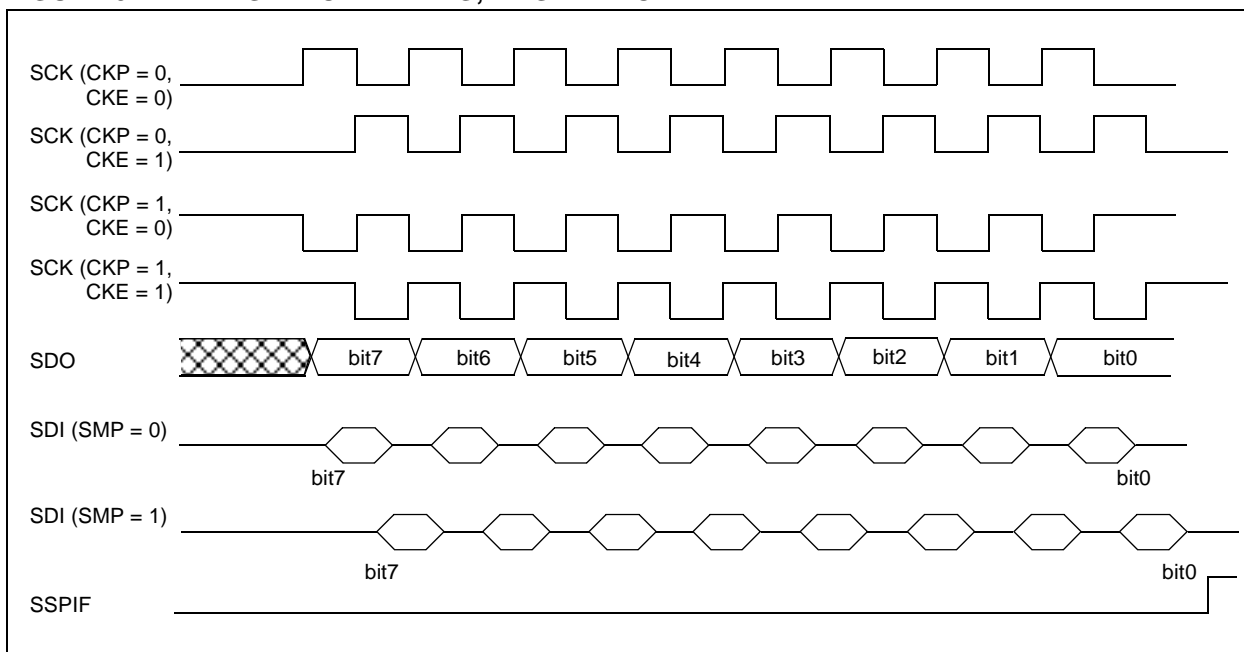 SCK (CKP = 0,
CKE = 0)
SCK (CKP = 0,
CKE = 1)
SCK (CKP = 1,
CKE = 0)
SCK (CKP = 1,
CKE = 1)
SDO bit7 bit6 bit5 bit4 bit3 bit2 bit1 bit0
SDI (SMP = 0)
bit7 bit0
SDI (SMP = 1)
bit7 bit0
SSPIF